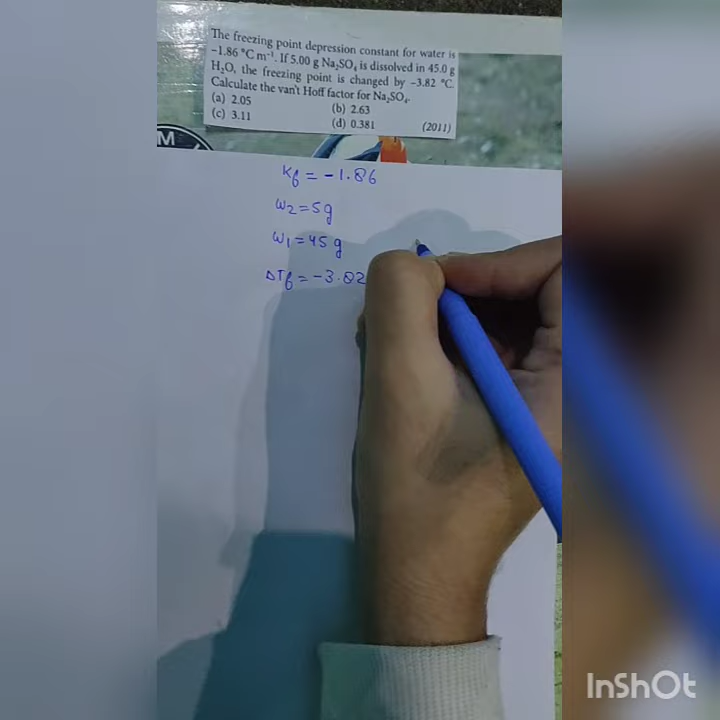 The freezing point depression constant for water is
–1.86 °C m⁻¹. If 5.00 g Na₂SO₄ is dissolved in 45.0 g
H₂O, the freezing point is changed by –3.82 °C.
Calculate the van't Hoff factor for Na₂SO₄.
(a) 2.05 (b) 2.63
(c) 3.11 (d) 0.381 (2011)
M
Kf = -1.86
W2 = 5g
W1 = 45 g
ΔTf = -3.82
InShOt